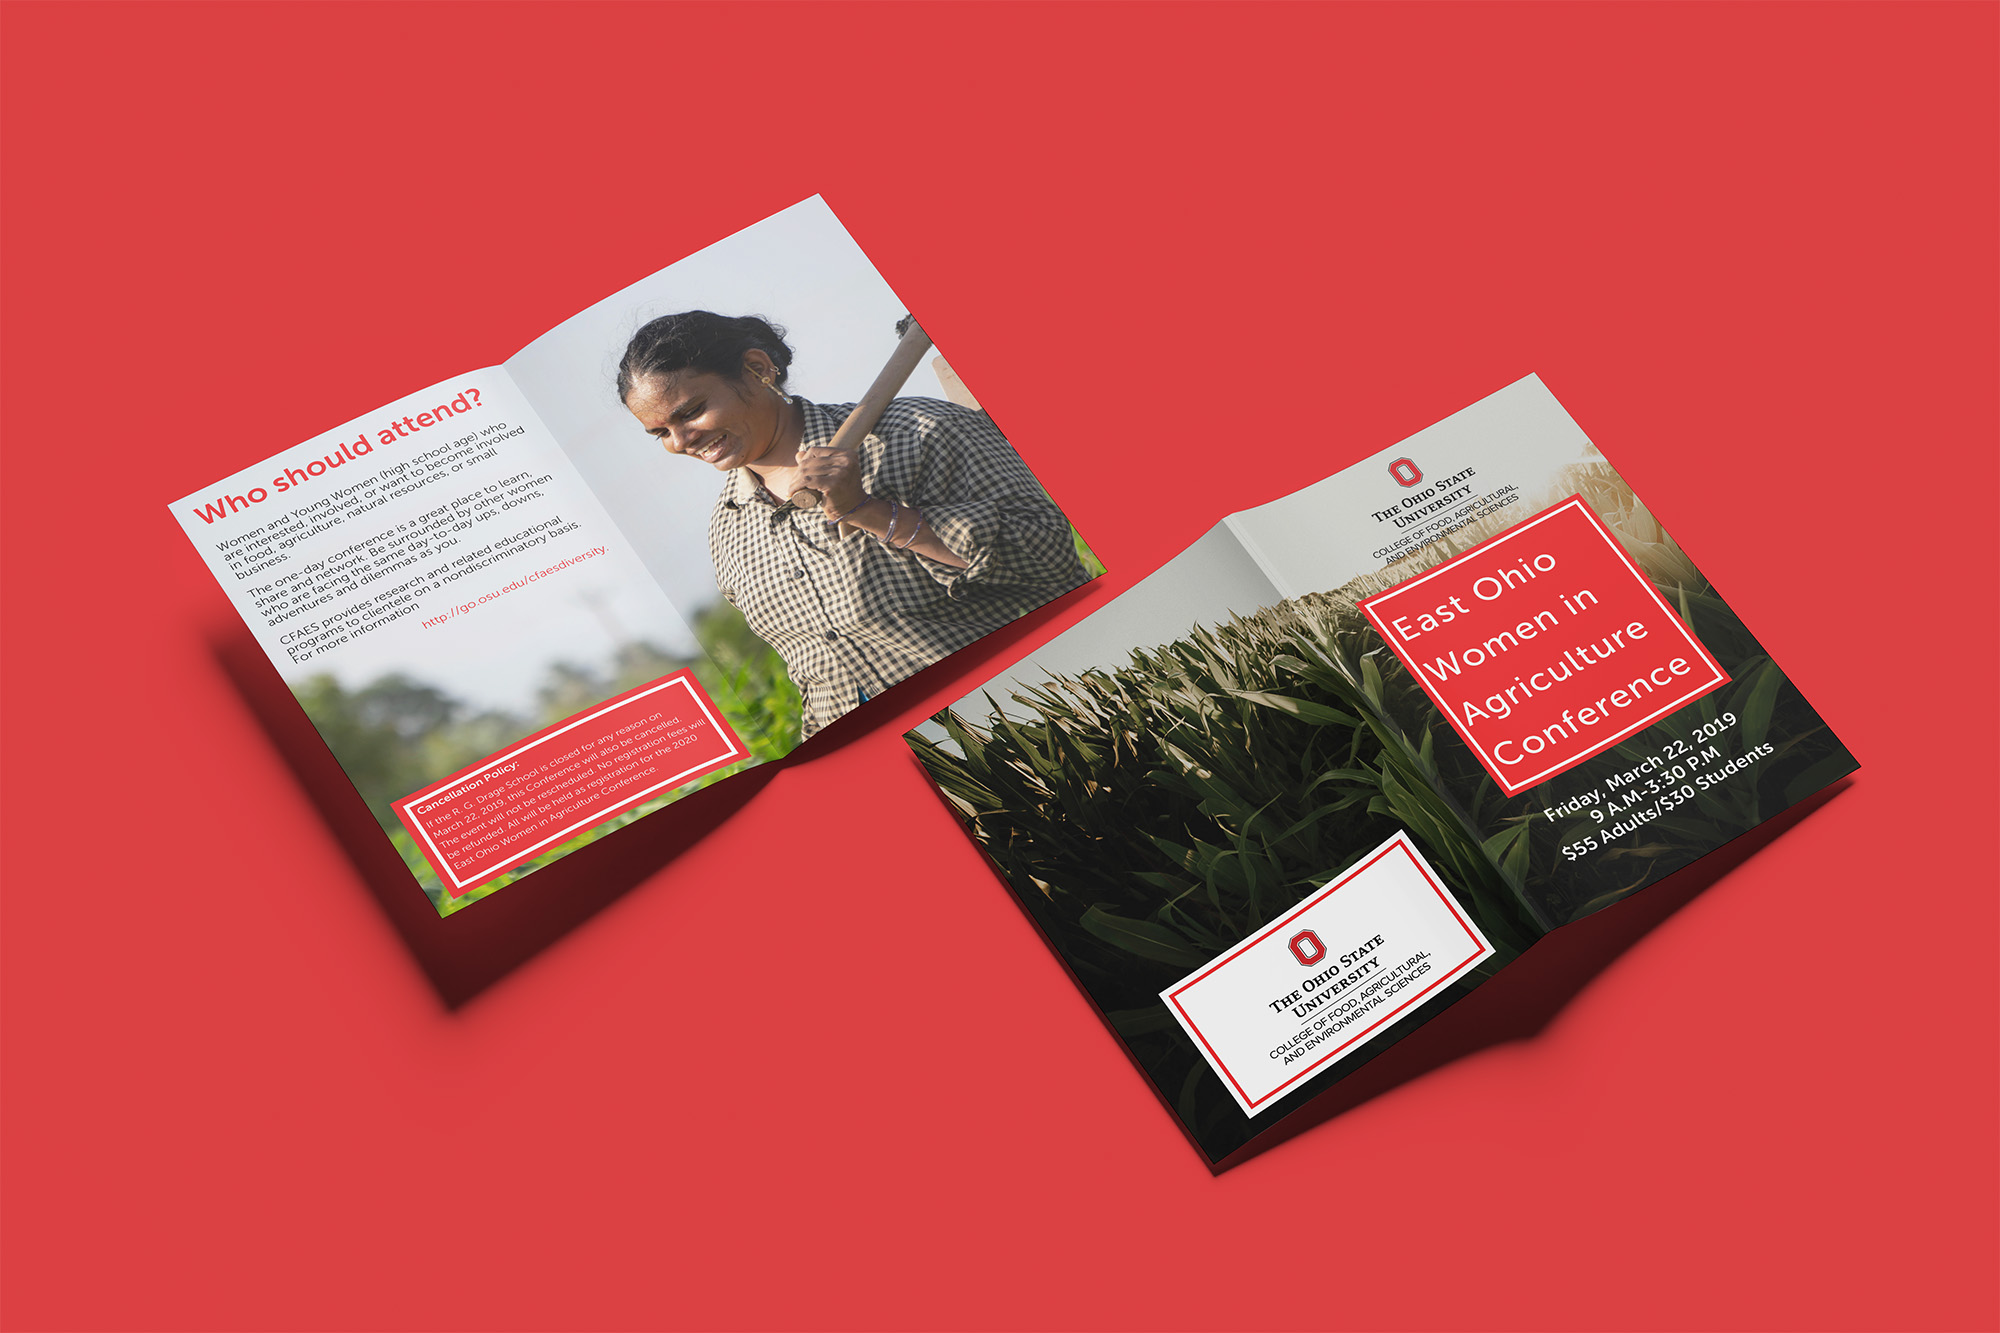 Who should attend?
Women and Young Women (high school age) who
are interested, involved, or want to become involved
in food, agriculture, natural resources, or small
business.
The one-day conference is a great place to learn,
share and network. Be surrounded by other women
who are facing the same day-to-day ups, downs,
adventures and dilemmas as you.
CFAES provides research and related educational
programs to clientele on a nondiscriminatory basis.
For more information
http://go.osu.edu/cfaesdiversity.
Cancellation Policy:
If the R. G. Drage School is closed for any reason on
March 22, 2019, this Conference will also be cancelled.
The event will not be rescheduled. No registration fees will
be refunded. All will be held as registration for the 2020
East Ohio Women in Agriculture Conference.
THE OHIO STATE
UNIVERSITY
COLLEGE OF FOOD, AGRICULTURAL,
AND ENVIRONMENTAL SCIENCES
East Ohio
Women in
Agriculture
Conference
Friday, March 22, 2019
9 A.M-3:30 P.M
$55 Adults/$30 Students
THE OHIO STATE
UNIVERSITY
COLLEGE OF FOOD, AGRICULTURAL,
AND ENVIRONMENTAL SCIENCES